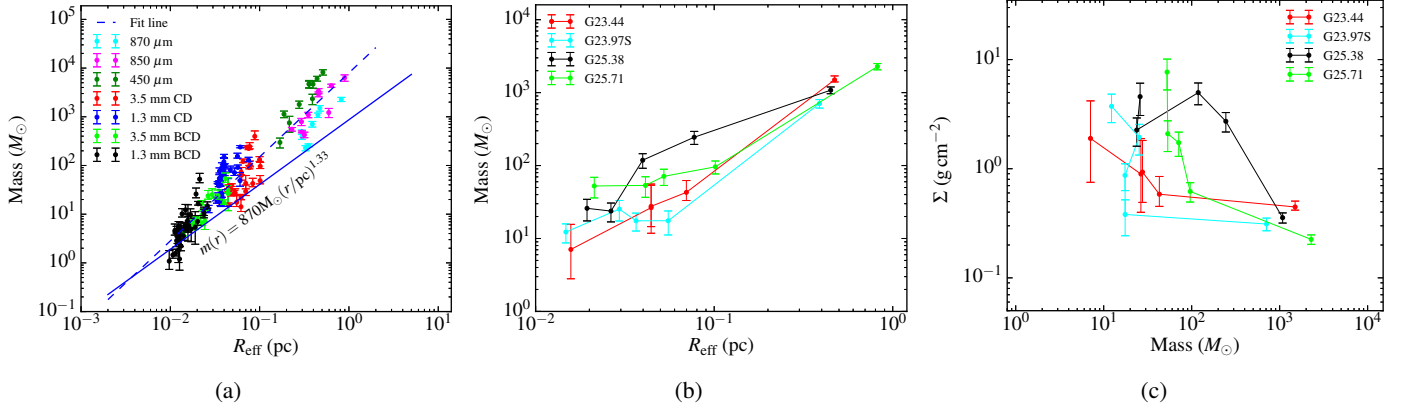 10^5
10^4
10^3
10^2
10^1
10^0
10^-1
Mass (M_⊙)
Fit line
870 μm
850 μm
450 μm
3.5 mm CD
1.3 mm CD
3.5 mm BCD
1.3 mm BCD
m(r) = 870M_⊙(r/pc)^1.33
10^-3
10^-2
10^-1
10^0
10^1
R_eff (pc)
(a)
10^4
10^3
10^2
10^1
10^0
Mass (M_⊙)
G23.44
G23.97S
G25.38
G25.71
10^-2
10^-1
10^0
R_eff (pc)
(b)
10^1
10^0
10^-1
Σ (g cm^-2)
G23.44
G23.97S
G25.38
G25.71
10^0
10^1
10^2
10^3
10^4
Mass (M_⊙)
(c)